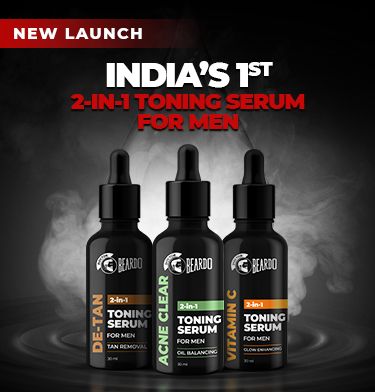 NEW LAUNCH
INDIA'S 1ST
2-IN-1 TONING SERUM
FOR MEN
DE-TAN
BEARDO
2-in-1
TONING
SERUM
FOR MEN
TAN REMOVAL
30 ml
ACNE CLEAR
BEARDO
2-in-1
TONING
SERUM
FOR MEN
OIL BALANCING
30 ml
VITAMIN C
BEARDO
2-in-1
TONING
SERUM
FOR MEN
GLOW ENHANCING
30 ml